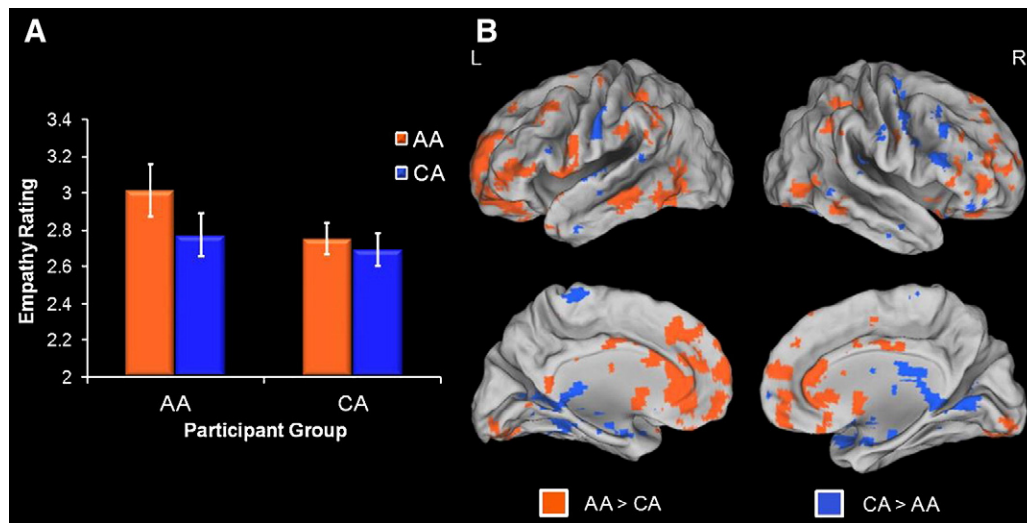 A
B
L
R
3.4
3.2
3
2.8
2.6
2.4
2.2
2
Empathy Rating
AA
CA
AA
CA
Participant Group
AA > CA
CA > AA